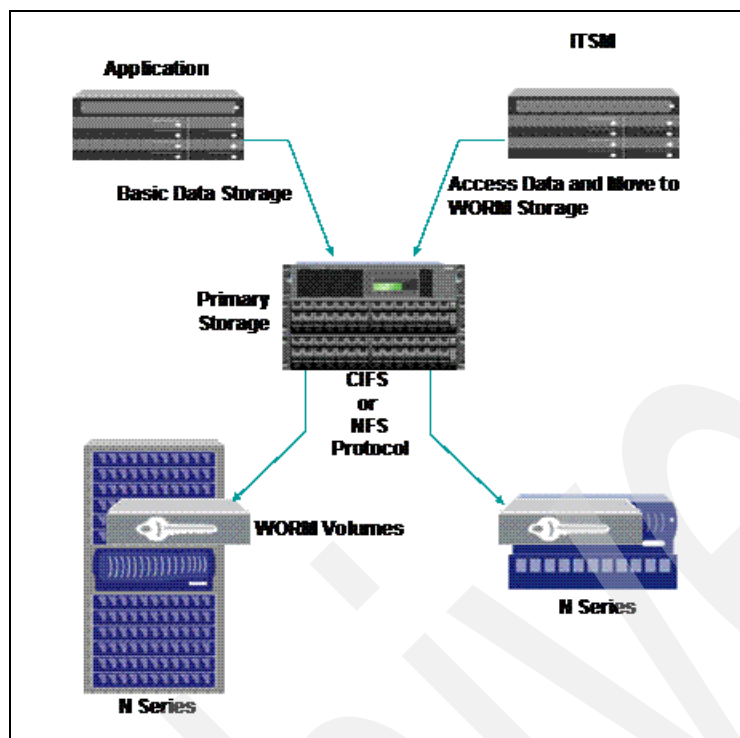 Application
ITSM
Basic Data Storage
Access Data and Move to
WORM Storage
Primary
Storage
CIFS
or
NFS
Protocol
WORM Volumes
N Series
N Series